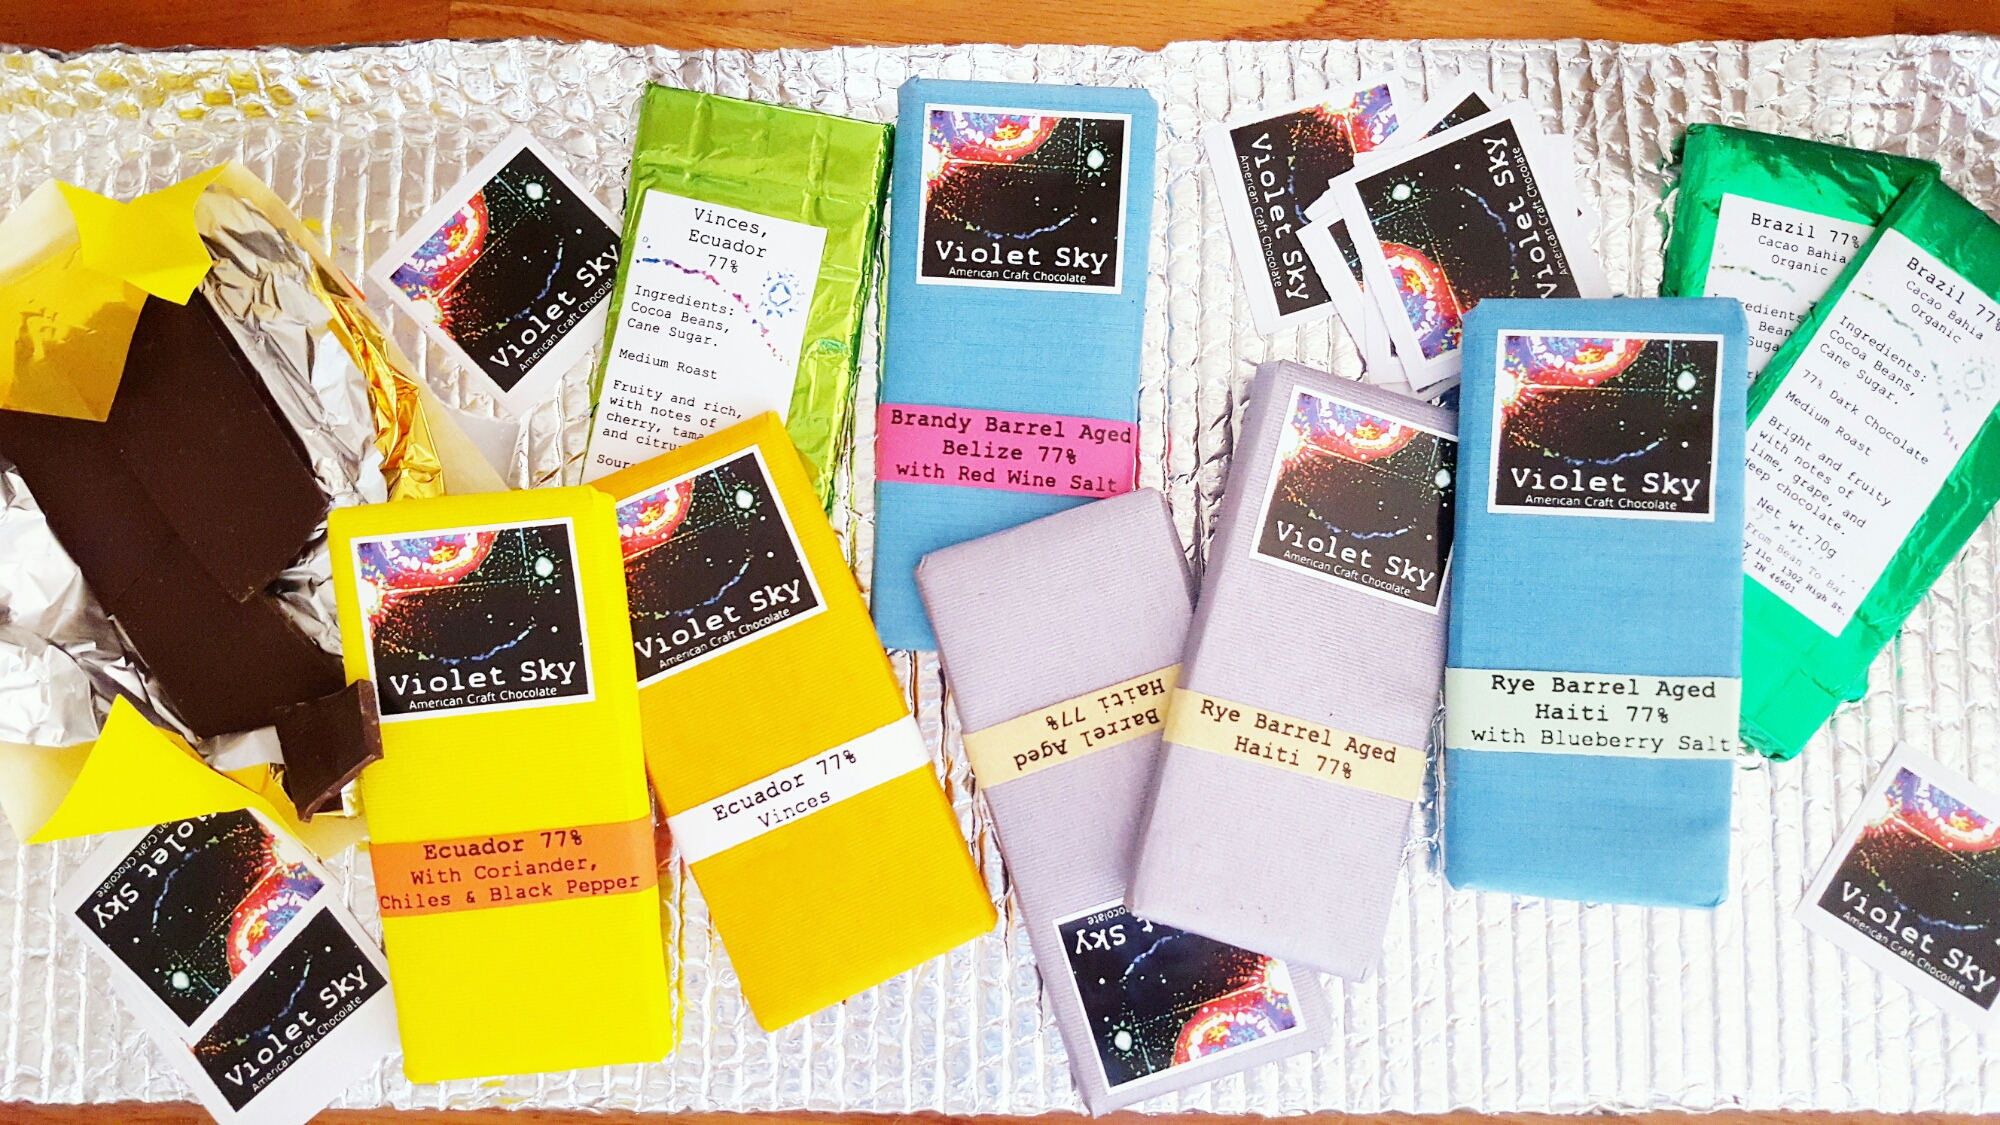 Violet Sky
American Craft Chocolate
Vinces,
Ecuador
77%
Ingredients:
Cocoa Beans,
Cane Sugar.
Medium Roast
Fruity and rich,
with notes of
cherry,
and
Violet Sky
American Craft Chocolate
Brandy Barrel Aged
Belize 77%
with Red Wine Salt
Violet Sky
American Craft Chocolate
Violet Sky
American Craft Chocolate
Brazil 77%
Cacao Bahia
Organic
Brazil 77%
Cacao Bahia
Organic
Ingredients:
Cocoa Beans,
Cane Sugar.
77% Dark Chocolate
Medium Roast
Bright and fruity
with notes of
lime, grape, and
deep chocolate.
Net wt. 70g
From Bean To Bar
llc. 1302 High St.
IN 46601
Violet Sky
American Craft Chocolate
Ecuador 77%
With Coriander,
Chiles & Black Pepper
Violet Sky
American Craft Chocolate
Ecuador 77%
Vinces
Barrel Aged
Haiti 77%
Sky
Violet Sky
American Craft Chocolate
Rye Barrel Aged
Haiti 77%
Violet Sky
American Craft Chocolate
Rye Barrel Aged
Haiti 77%
with Blueberry Salt
Sky
Chocolate
Violet Sky
American Craft Chocolate
Violet Sky
American Craft Chocolate